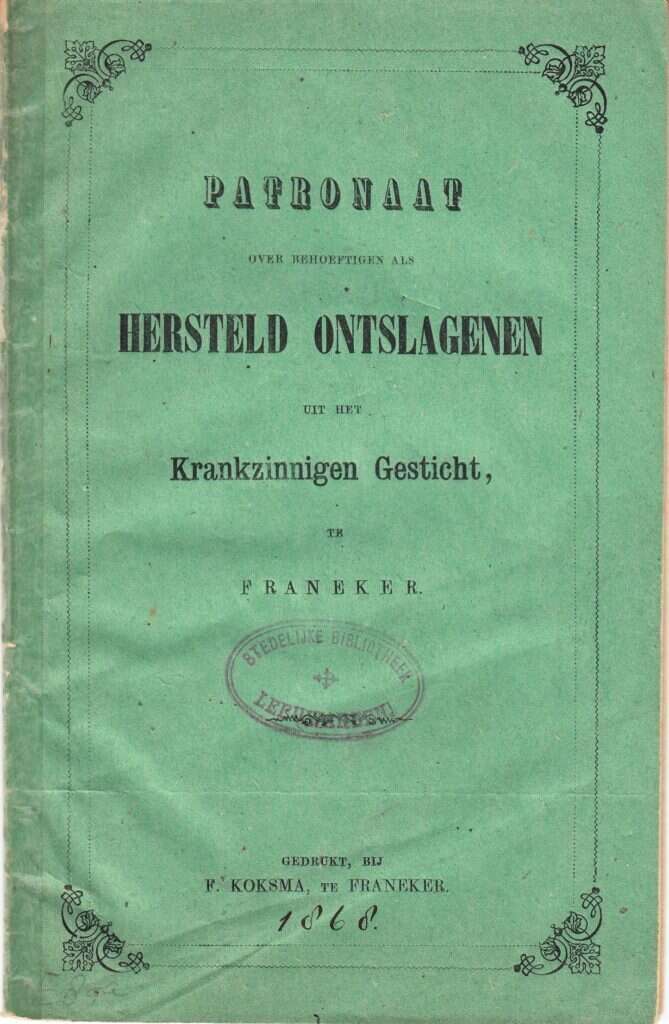 PATRONAAT
OVER BEHOEFTIGEN ALS
HERSTELD ONTSLAGENEN
UIT HET
Krankzinnigen Gesticht,
TE
FRANEKER.
STEDELIJKE BIBLIOTHEEK
LEEUWARDEN
GEDRUKT, BIJ
F. KOKSMA, TE FRANEKER.
1868.